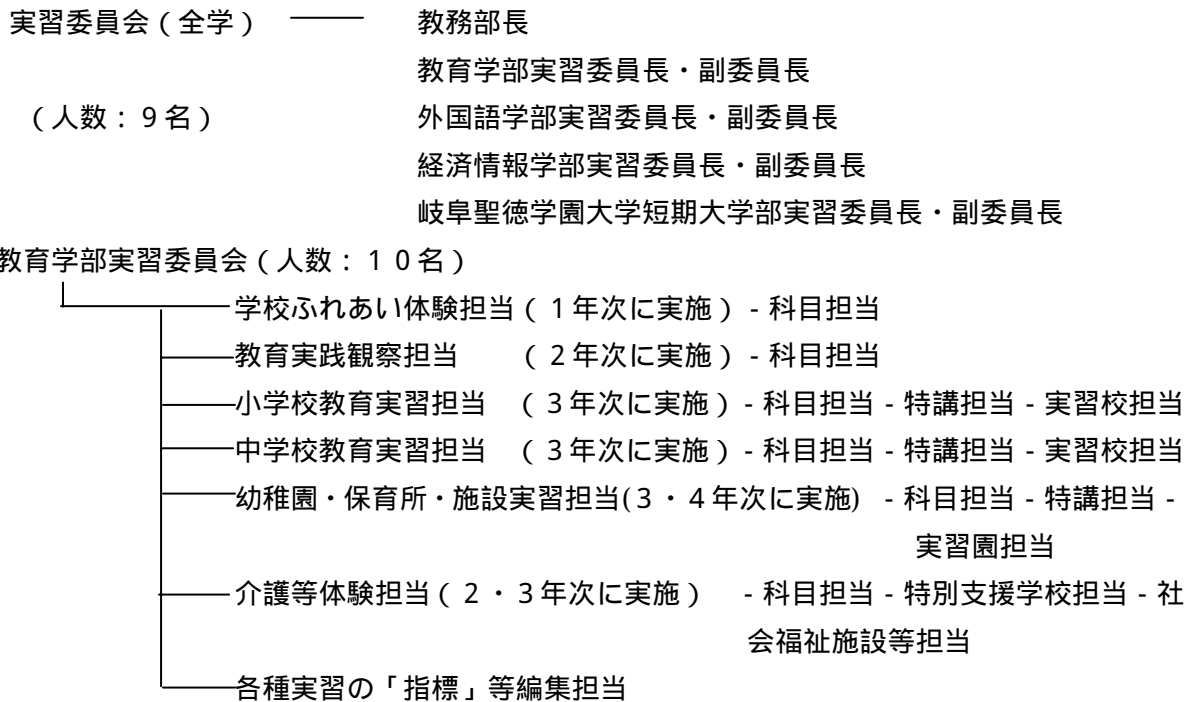 実習委員会（全学） 教務部長
教育学部実習委員長・副委員長
（人数：９名） 外国語学部実習委員長・副委員長
経済情報学部実習委員長・副委員長
岐阜聖徳学園大学短期大学部実習委員長・副委員長
教育学部実習委員会（人数：１０名）
学校ふれあい体験担当（１年次に実施）‐科目担当
教育実践観察担当　　（２年次に実施）‐科目担当
小学校教育実習担当　（３年次に実施）‐科目担当‐特講担当‐実習校担当
中学校教育実習担当　（３年次に実施）‐科目担当‐特講担当‐実習校担当
幼稚園・保育所・施設実習担当(３・４年次に実施)　‐科目担当‐特講担当‐
実習園担当
介護等体験担当（２・３年次に実施）　‐科目担当‐特別支援学校担当‐社
会福祉施設等担当
各種実習の「指標」等編集担当